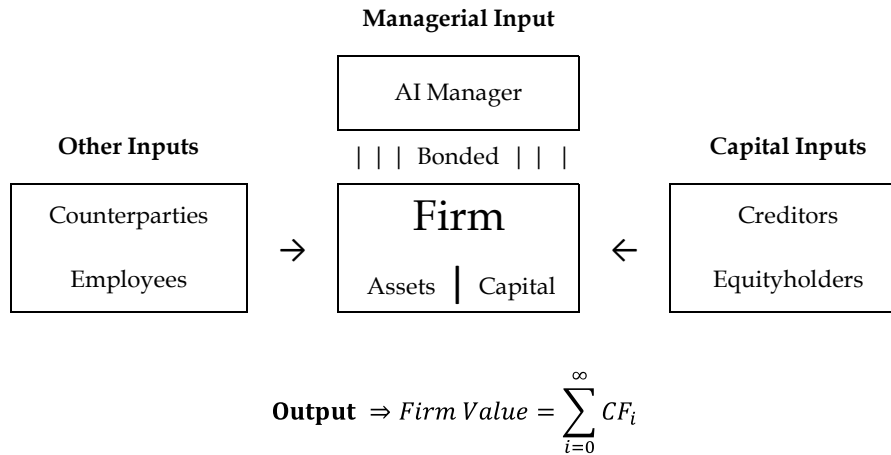 Managerial Input
AI Manager
Other Inputs
| | | Bonded | | |
Capital Inputs
Counterparties
Employees
→
Firm
Assets | Capital
←
Creditors
Equityholders
Output ⇒ Firm Value = ∑_{i=0}^{∞} CF_i